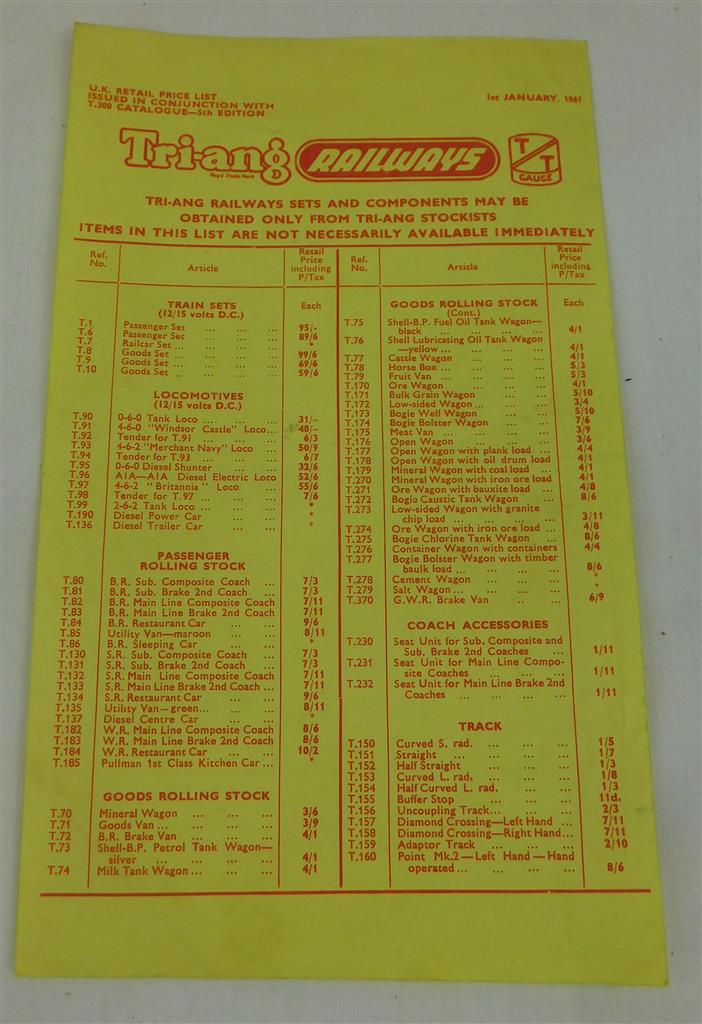 U.K. RETAIL PRICE LIST
ISSUED IN CONJUNCTION WITH
T.300 CATALOGUE—5th EDITION
1st JANUARY, 1961
Tri-ang RAILWAYS
Regd Trade Mark
T/T GAUGE
TRI-ANG RAILWAYS SETS AND COMPONENTS MAY BE
OBTAINED ONLY FROM TRI-ANG STOCKISTS
ITEMS IN THIS LIST ARE NOT NECESSARILY AVAILABLE IMMEDIATELY
Ref. No. Article Retail Price including P/Tax
TRAIN SETS Each
(12/15 volts D.C.)
T.1 Passenger Set ... ... ... 95/-
T.6 Passenger Set ... ... ... 89/6
T.7 Railcar Set ... ... ... *
T.8 Goods Set ... ... ... 99/6
T.9 Goods Set ... ... ... 69/6
T.10 Goods Set ... ... ... 59/6
LOCOMOTIVES
(12/15 volts D.C.)
T.90 0-6-0 Tank Loco ... ... 31/-
T.91 4-6-0 "Windsor Castle" Loco... 48/-
T.92 Tender for T.91 ... ... 6/3
T.93 4-6-2 "Merchant Navy" Loco ... 50/9
T.94 Tender for T.93 ... ... 6/7
T.95 0-6-0 Diesel Shunter ... 32/6
T.96 A1A—A1A Diesel Electric Loco 52/6
T.97 4-6-2 "Britannia" Loco ... 55/6
T.98 Tender for T.97 ... ... 7/6
T.99 2-6-2 Tank Loco ... ... *
T.190 Diesel Power Car ... ... *
T.136 Diesel Trailer Car ... ... *
PASSENGER
ROLLING STOCK
T.80 B.R. Sub. Composite Coach ... 7/3
T.81 B.R. Sub. Brake 2nd Coach ... 7/3
T.82 B.R. Main Line Composite Coach 7/11
T.83 B.R. Main Line Brake 2nd Coach 7/11
T.84 B.R. Restaurant Car ... ... 9/6
T.85 Utility Van—maroon ... ... 8/11
T.86 B.R. Sleeping Car ... ... *
T.130 S.R. Sub. Composite Coach ... 7/3
T.131 S.R. Sub. Brake 2nd Coach ... 7/3
T.132 S.R. Main Line Composite Coach 7/11
T.133 S.R. Main Line Brake 2nd Coach ... 7/11
T.134 S.R. Restaurant Car ... ... 9/6
T.135 Utility Van—green... ... ... 8/11
T.137 Diesel Centre Car ... ... *
T.182 W.R. Main Line Composite Coach 8/6
T.183 W.R. Main Line Brake 2nd Coach 8/6
T.184 W.R. Restaurant Car ... ... 10/2
T.185 Pullman 1st Class Kitchen Car ... *
GOODS ROLLING STOCK
T.70 Mineral Wagon ... ... ... 3/6
T.71 Goods Van ... ... ... ... 3/9
T.72 B.R. Brake Van ... ... ... 4/1
T.73 Shell-B.P. Petrol Tank Wagon—
silver ... ... ... ... 4/1
T.74 Milk Tank Wagon ... ... ... 4/1
Ref. No. Article Retail Price including P/Tax
GOODS ROLLING STOCK Each
(Cont.)
T.75 Shell-B.P. Fuel Oil Tank Wagon—
black ... ... ... ... 4/1
T.76 Shell Lubricating Oil Tank Wagon
—yellow ... ... ... ... 4/1
T.77 Cattle Wagon ... ... ... 4/1
T.78 Horse Box ... ... ... ... 5/3
T.79 Fruit Van ... ... ... ... 5/3
T.170 Ore Wagon ... ... ... 4/1
T.171 Bulk Grain Wagon ... ... 5/10
T.172 Low-sided Wagon ... ... ... 3/4
T.173 Bogie Well Wagon ... ... 5/10
T.174 Bogie Bolster Wagon ... ... 7/6
T.175 Meat Van ... ... ... ... 3/9
T.176 Open Wagon ... ... ... 3/6
T.177 Open Wagon with plank load ... 4/4
T.178 Open Wagon with oil drum load 4/1
T.179 Mineral Wagon with coal load ... 4/1
T.270 Mineral Wagon with iron ore load 4/1
T.271 Ore Wagon with bauxite load ... 4/8
T.272 Bogie Caustic Tank Wagon ... 8/6
T.273 Low-sided Wagon with granite
chip load ... ... ... ... 3/11
T.274 Ore Wagon with iron ore load ... 4/8
T.275 Bogie Chlorine Tank Wagon ... 8/6
T.276 Container Wagon with containers 4/4
T.277 Bogie Bolster Wagon with timber
baulk load ... ... ... ... 8/6
T.278 Cement Wagon ... ... ... *
T.279 Salt Wagon ... ... ... ... *
T.370 G.W.R. Brake Van ... ... 6/9
COACH ACCESSORIES
T.230 Seat Unit for Sub. Composite and
Sub. Brake 2nd Coaches ... 1/11
T.231 Seat Unit for Main Line Compo-
site Coaches ... ... ... 1/11
T.232 Seat Unit for Main Line Brake 2nd
Coaches ... ... ... ... 1/11
TRACK
T.150 Curved S. rad. ... ... ... 1/5
T.151 Straight ... ... ... ... 1/7
T.152 Half Straight ... ... ... 1/3
T.153 Curved L. rad. ... ... ... 1/8
T.154 Half Curved L. rad. ... ... 1/3
T.155 Buffer Stop ... ... ... 11d.
T.156 Uncoupling Track ... ... ... 2/3
T.157 Diamond Crossing—Left Hand ... 7/11
T.158 Diamond Crossing—Right Hand... 7/11
T.159 Adaptor Track ... ... ... 2/10
T.160 Point Mk.2—Left Hand—Hand
operated ... ... ... ... 8/6